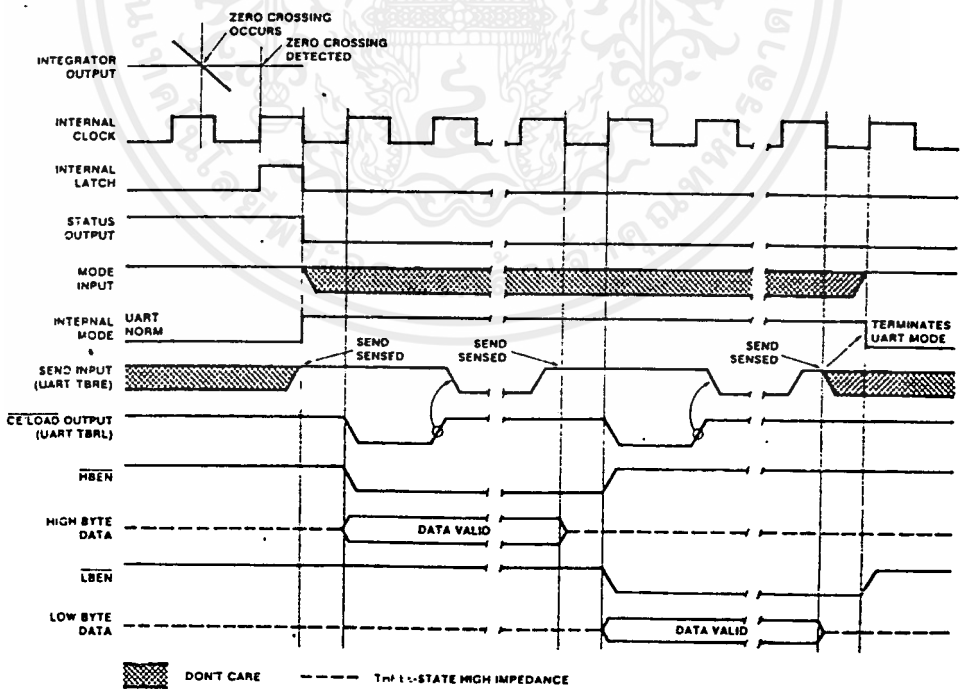 ZERO CROSSING
OCCURS
ZERO CROSSING
DETECTED
INTEGRATOR
OUTPUT
INTERNAL
CLOCK
INTERNAL
LATCH
STATUS
OUTPUT
MODE
INPUT
INTERNAL
MODE
UART
NORM
TERMINATES
UART MODE
SEND
SENSED
SEND
SENSED
SEND
SENSED
SEND INPUT
(UART TBRE)
CE/LOAD OUTPUT
(UART TBRL)
HBEN
HIGH BYTE
DATA
DATA VALID
LBEN
LOW BYTE
DATA
DATA VALID
DON'T CARE
-STATE HIGH IMPEDANCE